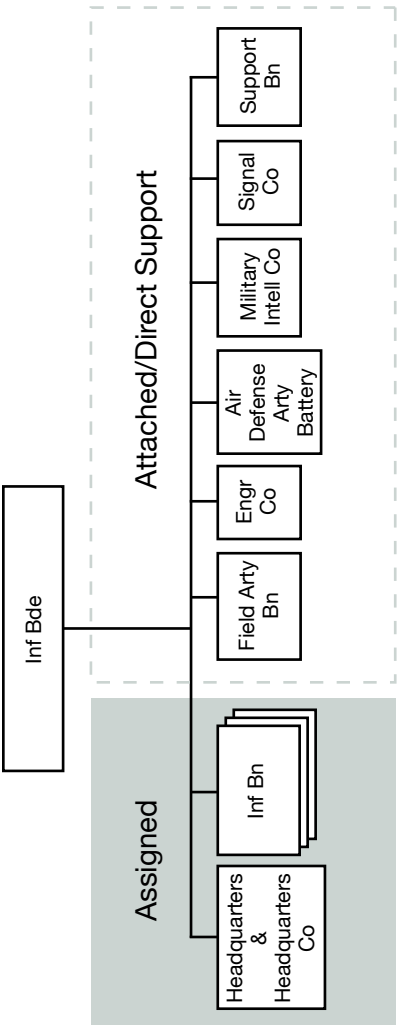 Inf Bde
Assigned
Attached/Direct Support
Headquarters
&
Headquarters
Co
Inf Bn
Field Arty
Bn
Engr
Co
Air
Defense
Arty
Battery
Military
Intell Co
Signal
Co
Support
Bn